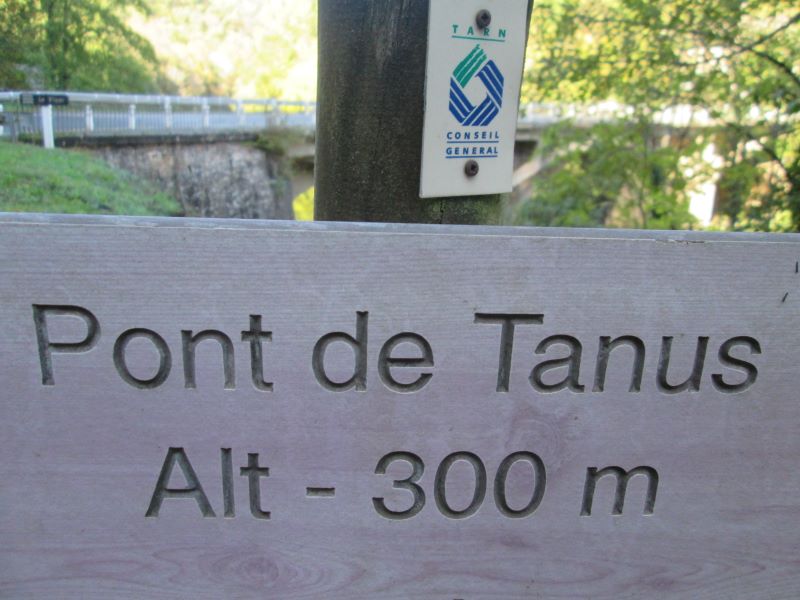 TARN
CONSEIL
GENERAL
Pont de Tanus
Alt - 300 m